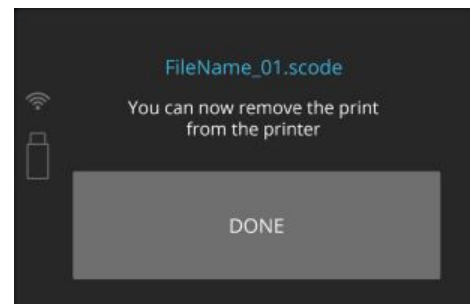 FileName_01.scode
You can now remove the print
from the printer
DONE